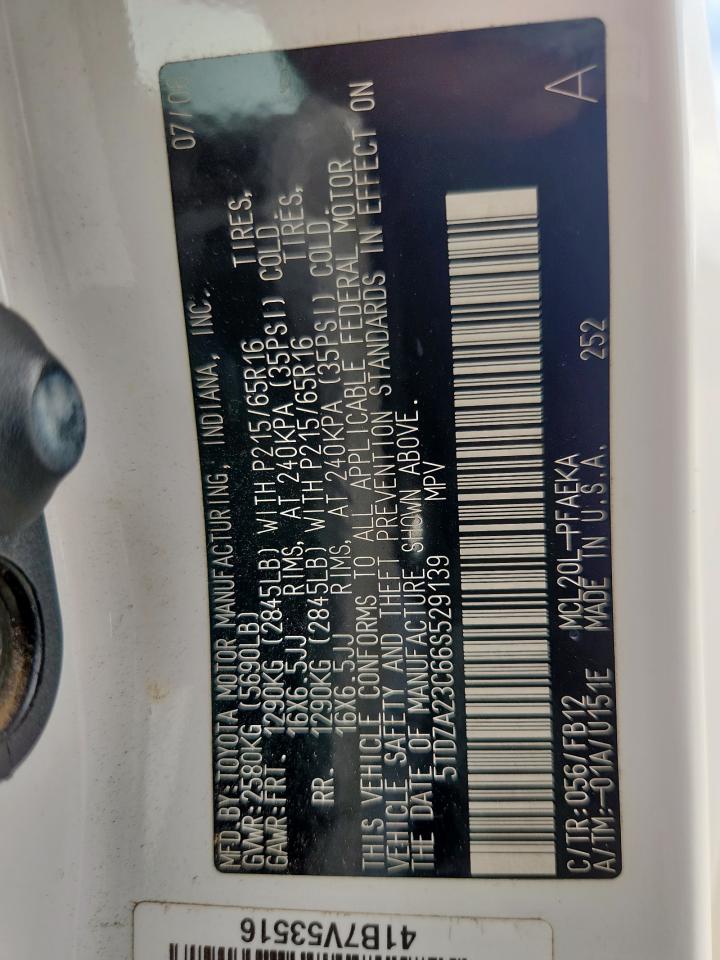 MFD.BY:TOYOTA MOTOR MANUFACTURING, INDIANA, INC. 07/06
GVWR:2580KG (5690LB)
GAWR:FRT. 1290KG (2845LB) WITH P215/65R16 TIRES,
16X6.5JJ RIMS, AT 240KPA (35PSI) COLD.
RR. 1290KG (2845LB) WITH P215/65R16 TIRES,
16X6.5JJ RIMS, AT 240KPA (35PSI) COLD
THIS VEHICLE CONFORMS TO ALL APPLICABLE FEDERAL MOTOR
VEHICLE SAFETY AND THEFT PREVENTION STANDARDS IN EFFECT ON
THE DATE OF MANUFACTURE SHOWN ABOVE.
5TDZA23C66S529139 MPV
C/TR:056/FB12 MCL20L-PFAEKA 252 A
A/TM:-01A/U151E MADE IN U.S.A.
41B7V53516